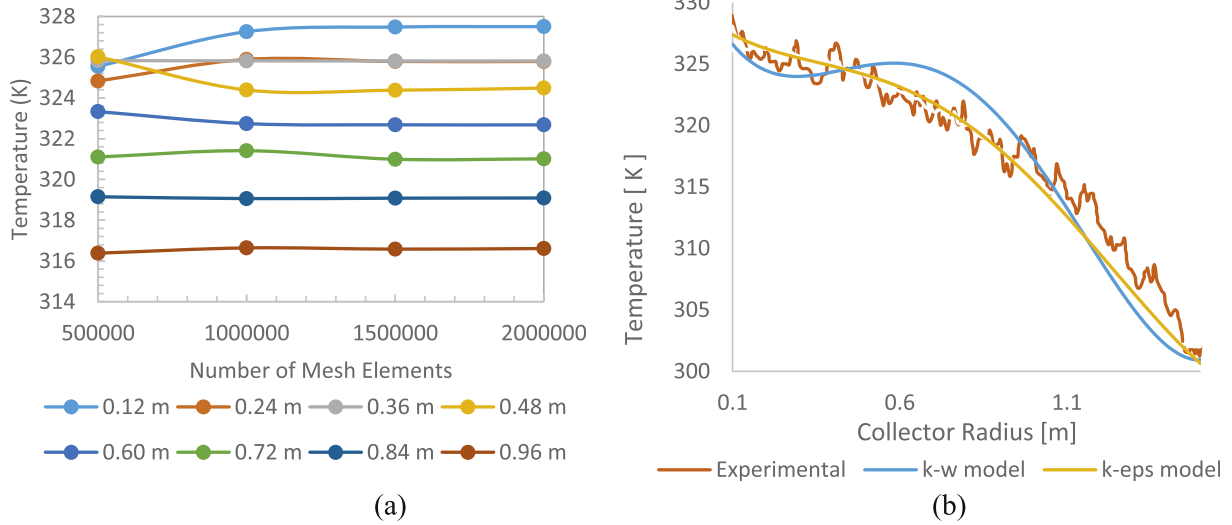 328
326
324
322
320
318
316
314
Temperature (K)
500000 1000000 1500000 2000000
Number of Mesh Elements
0.12 m 0.24 m 0.36 m 0.48 m
0.60 m 0.72 m 0.84 m 0.96 m
(a)
330
325
320
315
310
305
300
Temperature [ K]
0.1 0.6 1.1
Collector Radius [m]
Experimental k-w model k-eps model
(b)